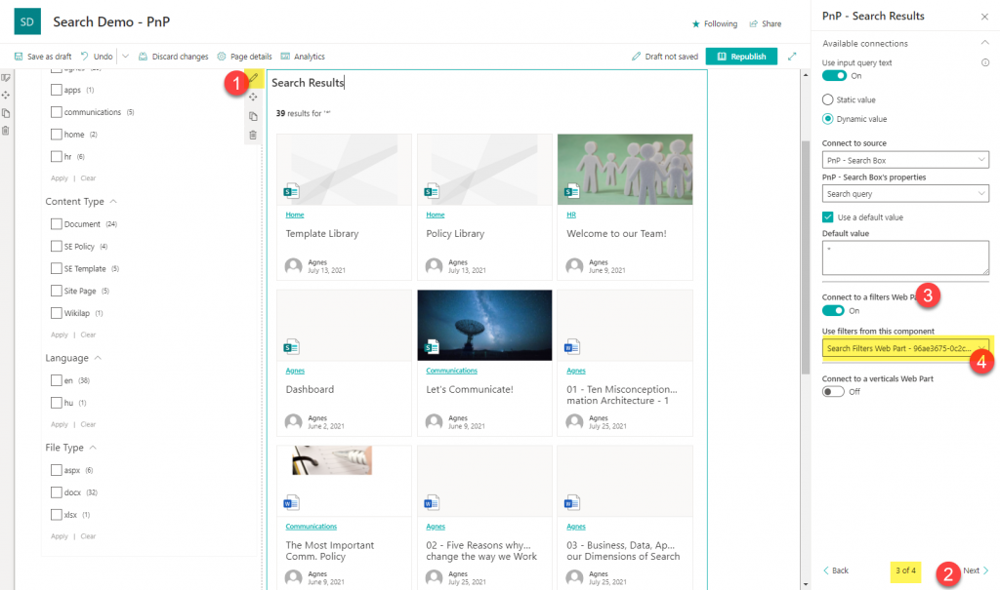 SD
Search Demo - PnP
Following
Share
Save as draft
Undo
Discard changes
Page details
Analytics
Draft not saved
Republish
apps (1)
communications (5)
home (2)
hr (6)
Apply | Clear
Content Type
Document (24)
SE Policy (4)
SE Template (5)
Site Page (5)
Wikilap (1)
Apply | Clear
Language
en (38)
hu (1)
Apply | Clear
File Type
aspx (6)
docx (32)
xlsx (1)
Apply | Clear
1
Search Results
39 results for '*'
Home
Template Library
Agnes
July 13, 2021
Home
Policy Library
Agnes
July 13, 2021
HR
Welcome to our Team!
Agnes
June 9, 2021
Agnes
Dashboard
Agnes
June 2, 2021
Communications
Let's Communicate!
Agnes
June 9, 2021
Agnes
01 - Ten Misconception...
mation Architecture - 1
Agnes
July 25, 2021
Communications
The Most Important
Comm. Policy
Agnes
June 9, 2021
Agnes
02 - Five Reasons why...
change the way we Work
Agnes
July 25, 2021
Agnes
03 - Business, Data, Ap...
our Dimensions of Search
Agnes
July 25, 2021
PnP - Search Results
Available connections
Use input query text
On
Static value
Dynamic value
Connect to source
PnP - Search Box
PnP - Search Box's properties
Search query
Use a default value
Default value
*
Connect to a filters Web Pa
3
On
Use filters from this component
Search Filters Web Part - 96ae3675-0c2c...
4
Connect to a verticals Web Part
Off
Back
3 of 4
2
Next